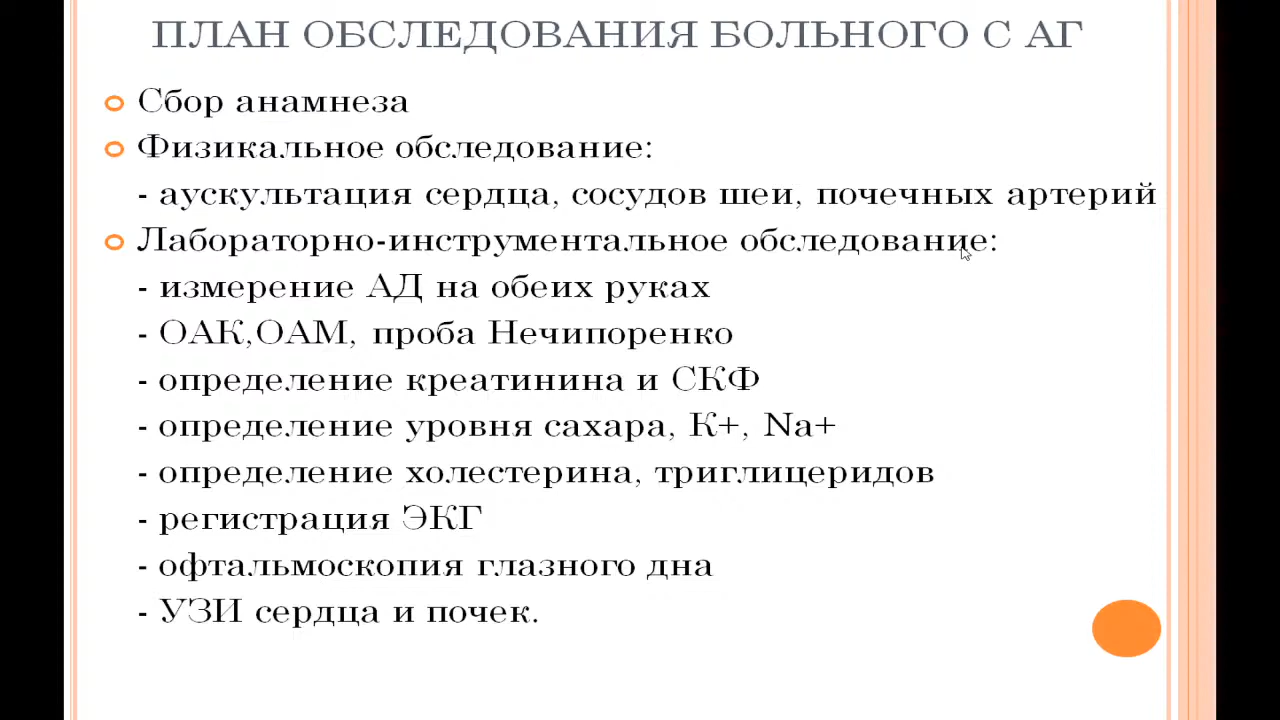 ПЛАН ОБСЛЕДОВАНИЯ БОЛЬНОГО С АГ
Сбор анамнеза
Физикальное обследование:
- аускультация сердца, сосудов шеи, почечных артерий
Лабораторно-инструментальное обследование:
- измерение АД на обеих руках
- ОАК,ОАМ, проба Нечипоренко
- определение креатинина и СКФ
- определение уровня сахара, К+, Na+
- определение холестерина, триглицеридов
- регистрация ЭКГ
- офтальмоскопия глазного дна
- УЗИ сердца и почек.